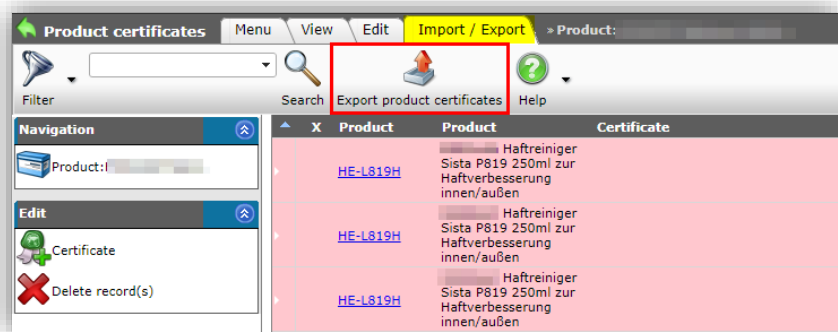 Product certificates Menu View Edit Import / Export » Product:
Filter Search Export product certificates Help
Navigation
Product:
Edit
Certificate
Delete record(s)
X Product Product Certificate
HE-L819H Haftreiniger
Sista P819 250ml zur
Haftverbesserung
innen/außen
HE-L819H Haftreiniger
Sista P819 250ml zur
Haftverbesserung
innen/außen
HE-L819H Haftreiniger
Sista P819 250ml zur
Haftverbesserung
innen/außen